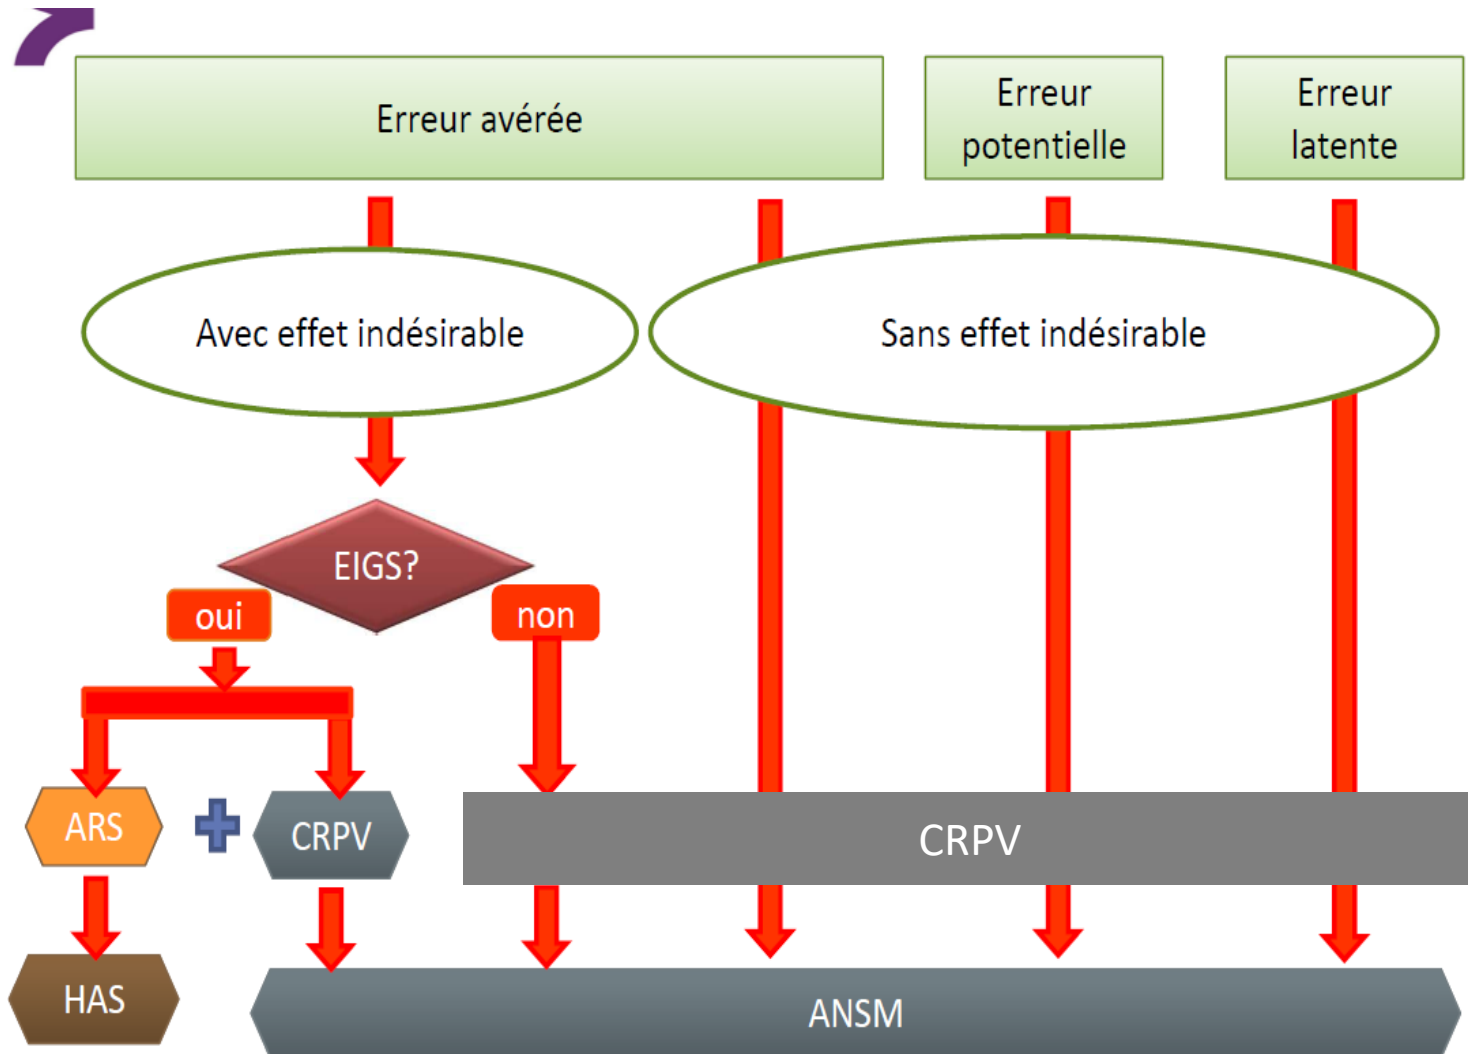 Erreur avérée
Erreur
potentielle
Erreur
latente
Avec effet indésirable
Sans effet indésirable
EIGS?
oui
non
ARS
CRPV
CRPV
HAS
ANSM